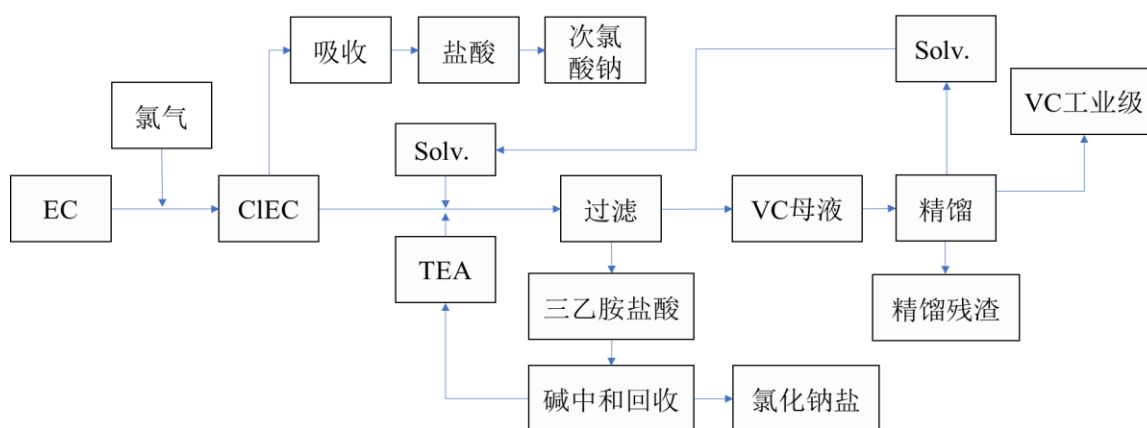 吸收
盐酸
次氯
酸钠
Solv.
VC工业级
氯气
Solv.
EC
ClEC
过滤
VC母液
精馏
TEA
三乙胺盐酸
精馏残渣
碱中和回收
氯化钠盐